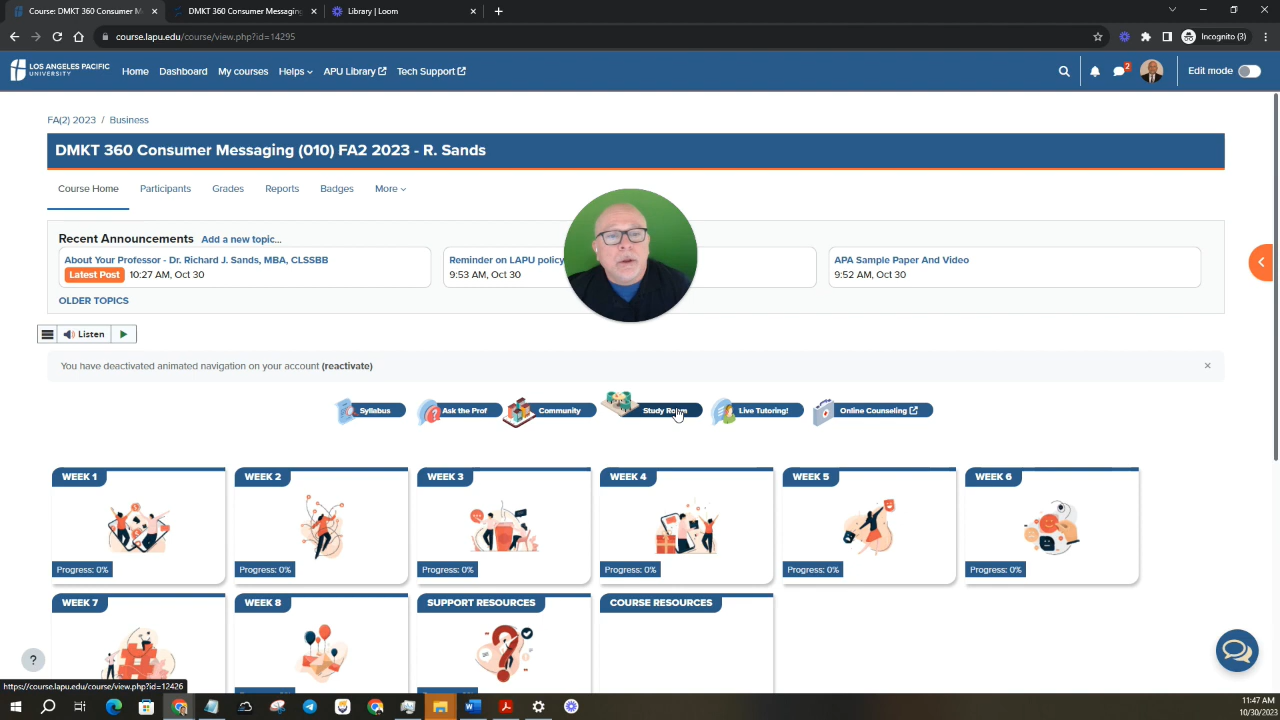 Course: DMKT 360 Consumer M
DMKT 360 Consumer Messaging
Library | Loom
course.lapu.edu/course/view.php?id=14295
Incognito (3)
LOS ANGELES PACIFIC
UNIVERSITY
Home
Dashboard
My courses
Helps
APU Library
Tech Support
2
Edit mode
FA(2) 2023 / Business
DMKT 360 Consumer Messaging (010) FA2 2023 - R. Sands
Course Home
Participants
Grades
Reports
Badges
More
Recent Announcements
Add a new topic...
About Your Professor - Dr. Richard J. Sands, MBA, CLSSBB
Latest Post 10:27 AM, Oct 30
Reminder on LAPU policy
9:53 AM, Oct 30
APA Sample Paper And Video
9:52 AM, Oct 30
OLDER TOPICS
Listen
You have deactivated animated navigation on your account (reactivate)
Syllabus
Ask the Prof
Community
Study Room
Live Tutoring!
Online Counseling
WEEK 1
WEEK 2
WEEK 3
WEEK 4
WEEK 5
WEEK 6
Progress: 0%
Progress: 0%
Progress: 0%
Progress: 0%
Progress: 0%
Progress: 0%
WEEK 7
WEEK 8
SUPPORT RESOURCES
COURSE RESOURCES
?
https://course.lapu.edu/course/view.php?id=12426
11:47 AM
10/30/2023